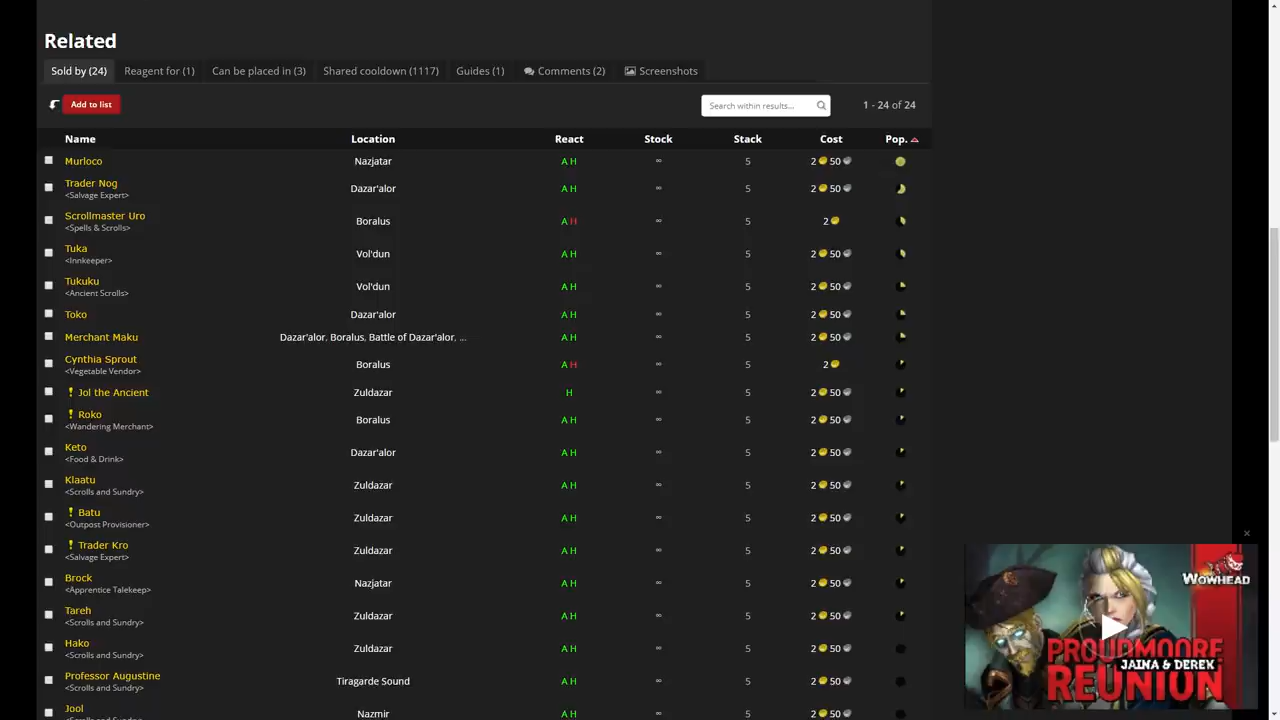 Related
Sold by (24) Reagent for (1) Can be placed in (3) Shared cooldown (1117) Guides (1) Comments (2) Screenshots
Add to list Search within results... 1 - 24 of 24
Name Location React Stock Stack Cost Pop.
Murloco Nazjatar A H ∞ 5 2 50
Trader Nog
<Salvage Expert> Dazar'alor A H ∞ 5 2 50
Scrollmaster Uro
<Spells & Scrolls> Boralus A H ∞ 5 2
Tuka
<Innkeeper> Vol'dun A H ∞ 5 2 50
Tukuku
<Ancient Scrolls> Vol'dun A H ∞ 5 2 50
Toko Dazar'alor A H ∞ 5 2 50
Merchant Maku Dazar'alor, Boralus, Battle of Dazar'alor, ... A H ∞ 5 2 50
Cynthia Sprout
<Vegetable Vendor> Boralus A H ∞ 5 2
! Jol the Ancient Zuldazar H ∞ 5 2 50
! Roko
<Wandering Merchant> Boralus A H ∞ 5 2 50
Keto
<Food & Drink> Dazar'alor A H ∞ 5 2 50
Klaatu
<Scrolls and Sundry> Zuldazar A H ∞ 5 2 50
! Batu
<Outpost Provisioner> Zuldazar A H ∞ 5 2 50
! Trader Kro
<Salvage Expert> Zuldazar A H ∞ 5 2 50
Brock
<Apprentice Talekeep> Nazjatar A H ∞ 5 2 50
Tareh
<Scrolls and Sundry> Zuldazar A H ∞ 5 2 50
Hako
<Scrolls and Sundry> Zuldazar A H ∞ 5 2 50
Professor Augustine
<Scrolls and Sundry> Tiragarde Sound A H ∞ 5 2 50
Jool
<Scrolls and Sundry> Nazmir A H ∞ 5 2 50
WOWHEAD
PROUDMOORE
JAINA & DEREK
REUNION